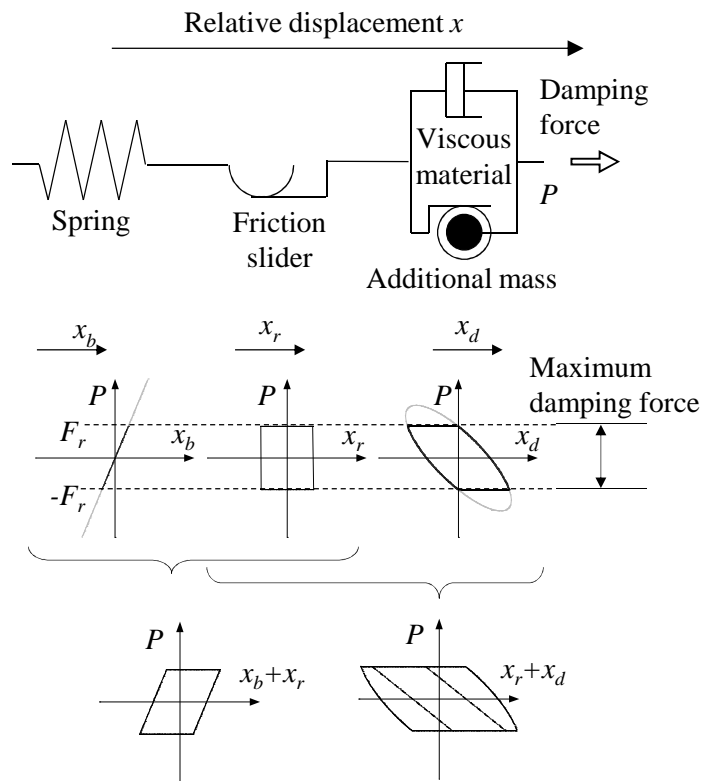 Relative displacement x
Damping
force
P
Viscous
material
Spring
Friction
slider
Additional mass
x_b
x_r
x_d
Maximum
damping force
P
P
P
F_r
x_b
x_r
x_d
-F_r
P
x_b+x_r
P
x_r+x_d